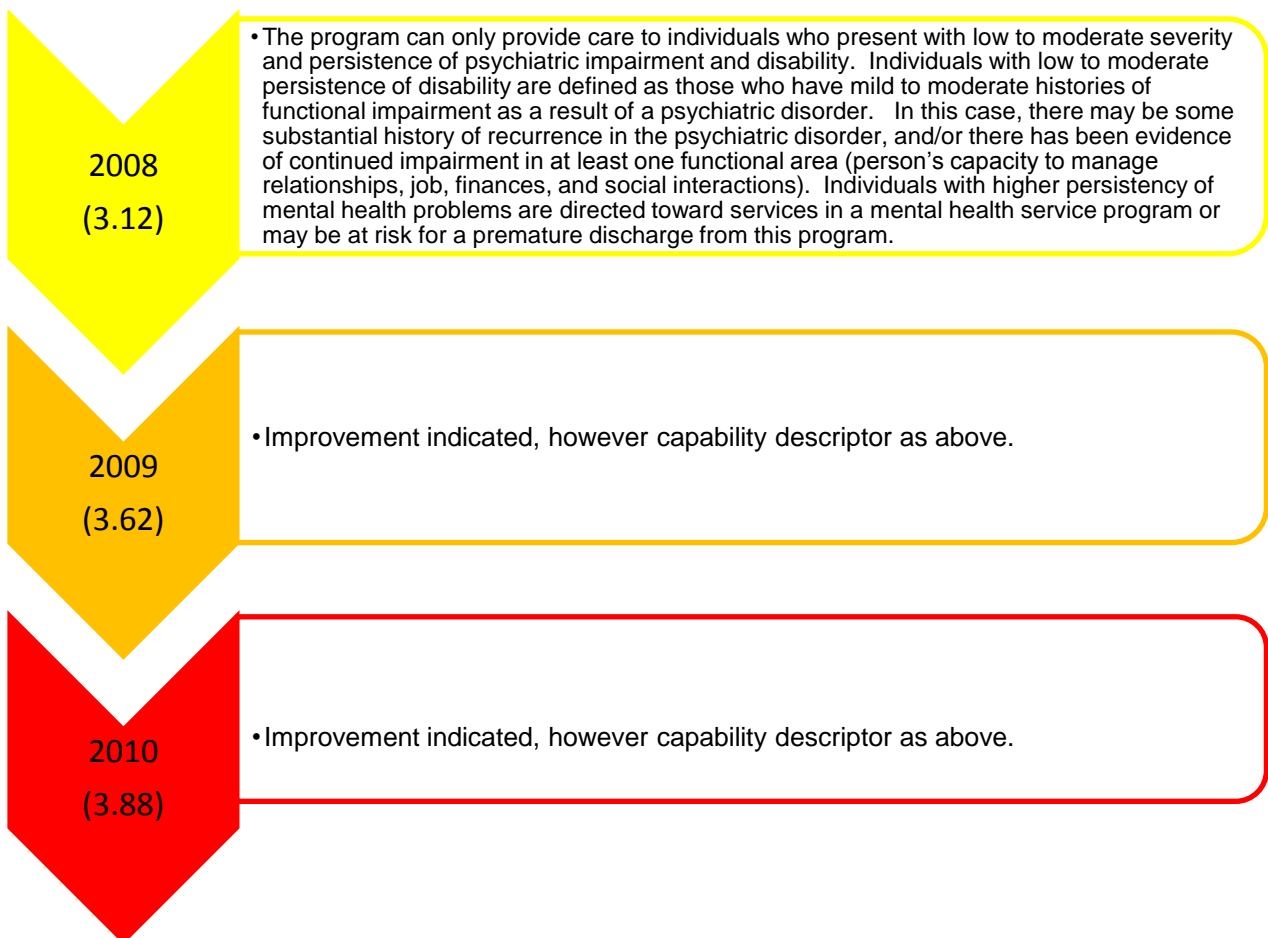 2008
(3.12)
•The program can only provide care to individuals who present with low to moderate severity
and persistence of psychiatric impairment and disability.  Individuals with low to moderate
persistence of disability are defined as those who have mild to moderate histories of
functional impairment as a result of a psychiatric disorder.   In this case, there may be some
substantial history of recurrence in the psychiatric disorder, and/or there has been evidence
of continued impairment in at least one functional area (person's capacity to manage
relationships, job, finances, and social interactions).  Individuals with higher persistency of
mental health problems are directed toward services in a mental health service program or
may be at risk for a premature discharge from this program.
2009
(3.62)
•Improvement indicated, however capability descriptor as above.
2010
(3.88)
•Improvement indicated, however capability descriptor as above.